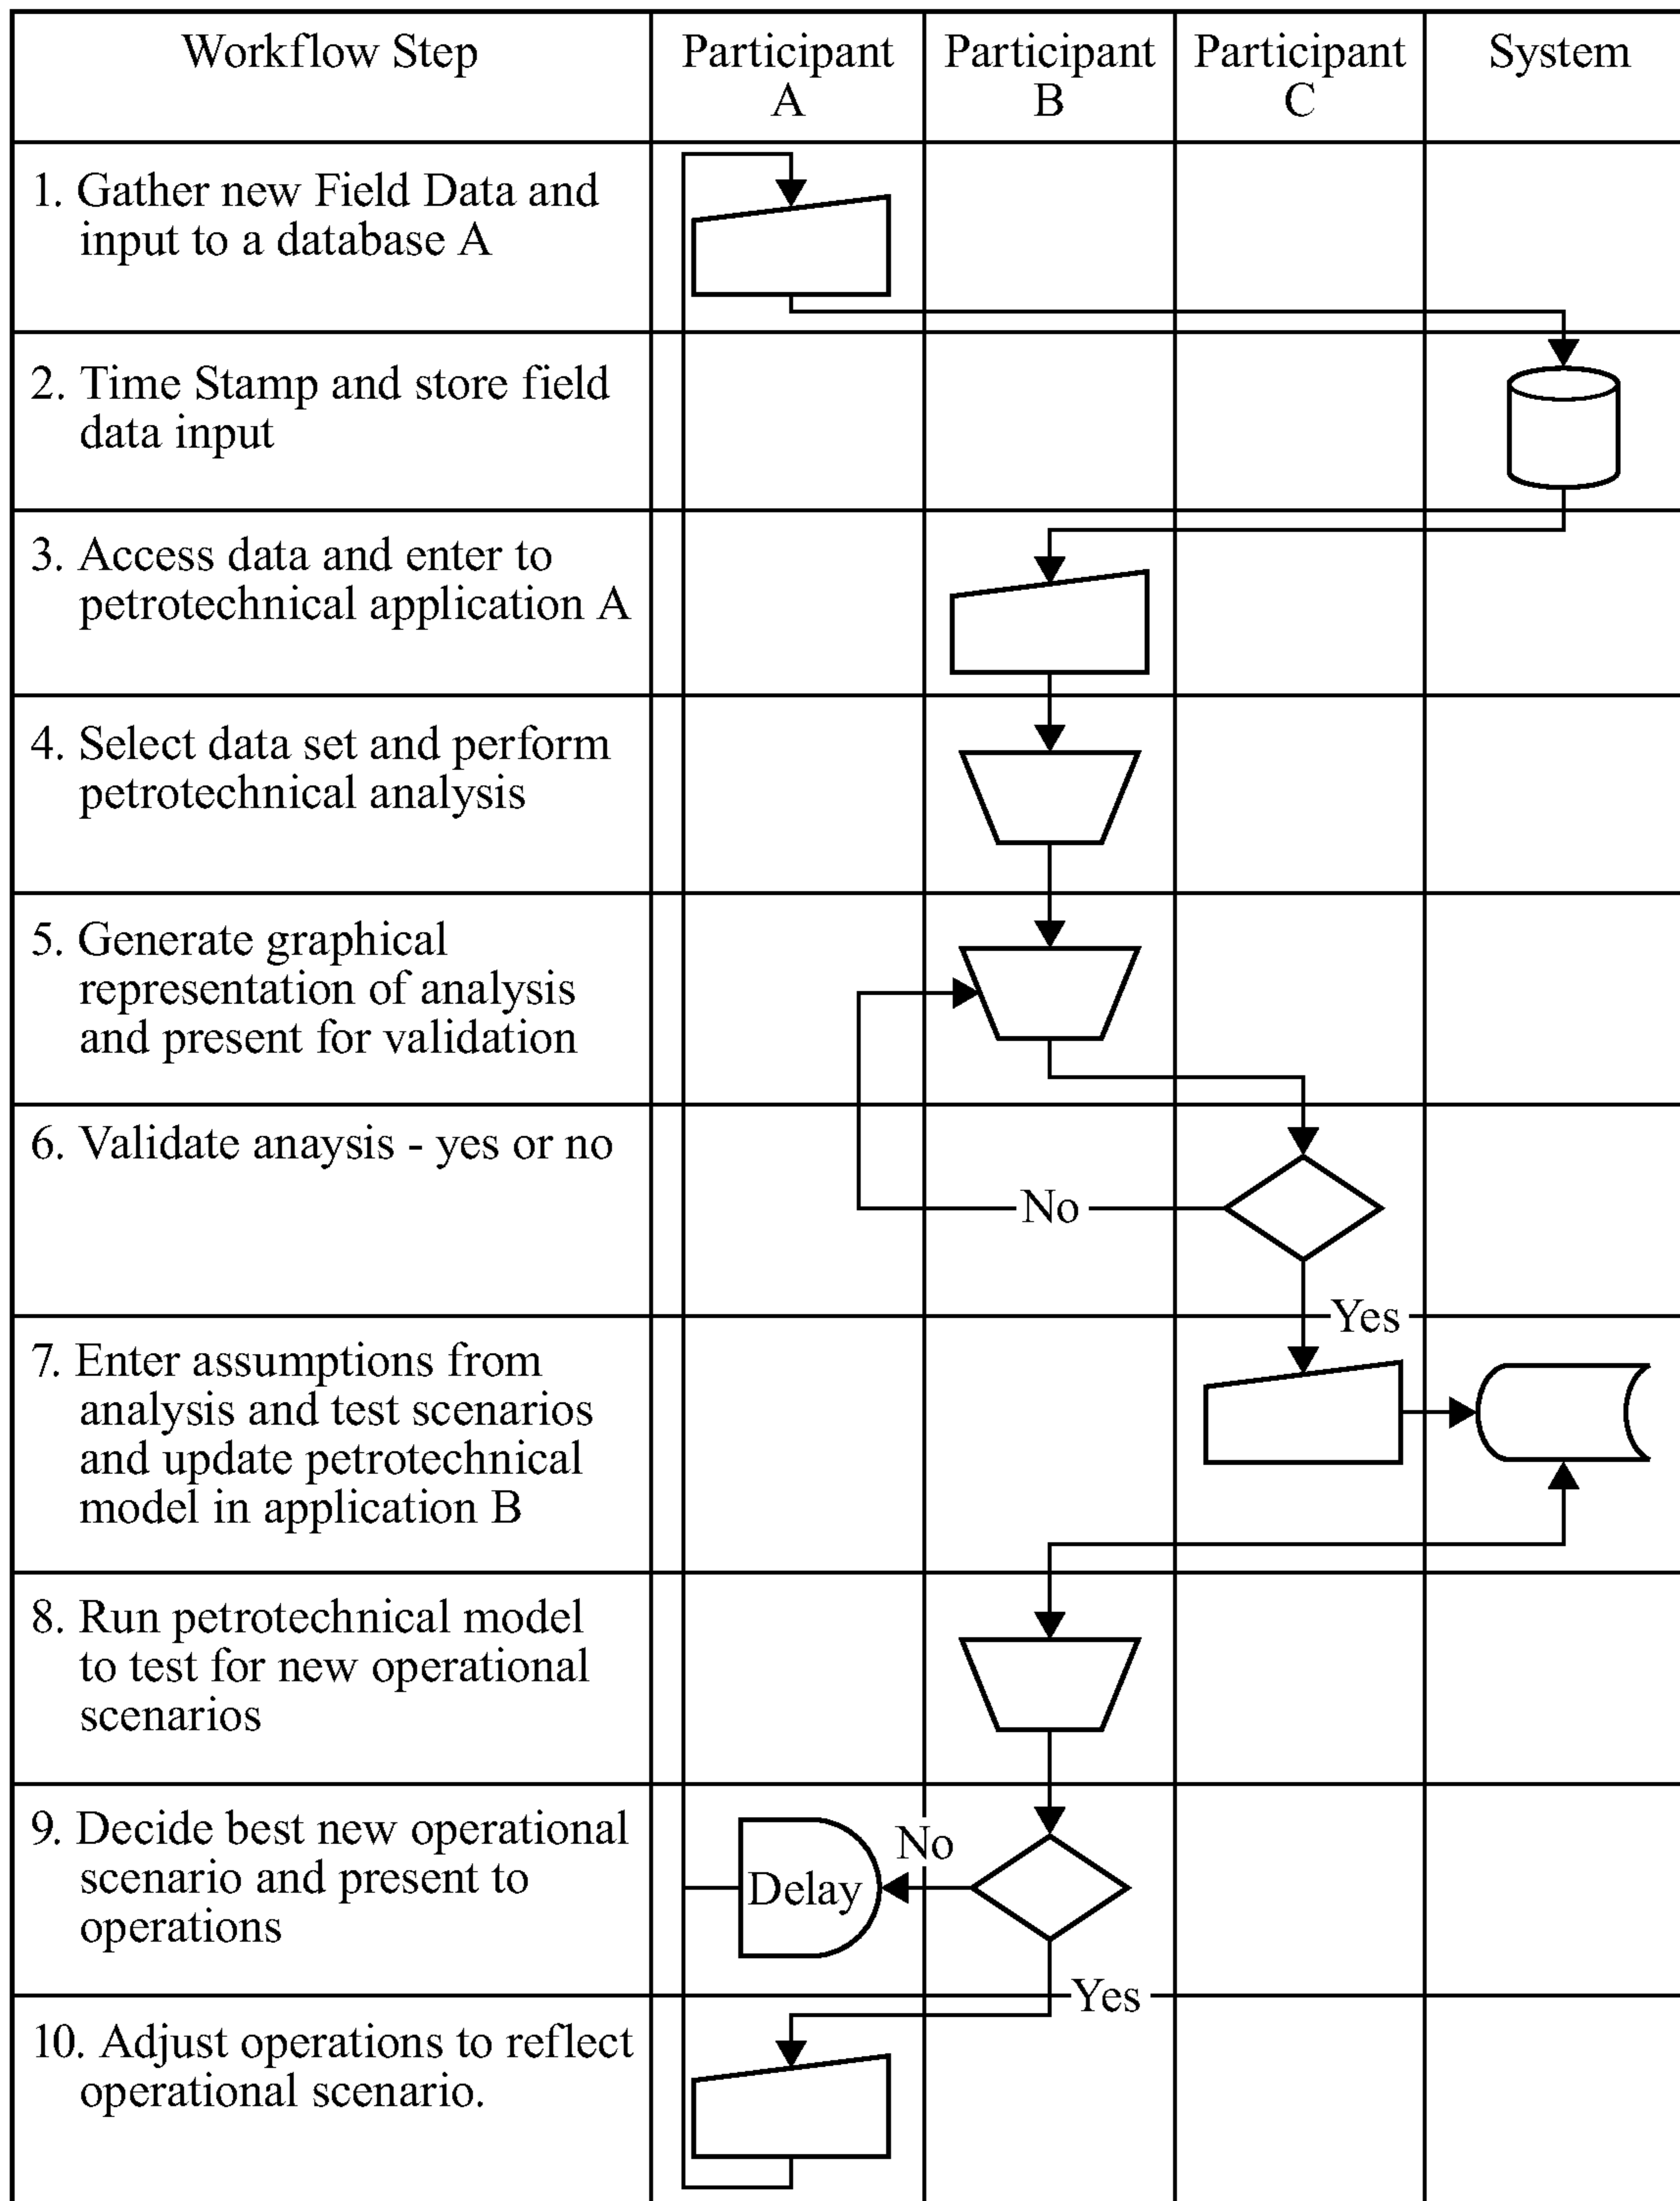 Workflow Step
Participant
A
Participant
B
Participant
C
System
1. Gather new Field Data and
input to a database A
2. Time Stamp and store field
data input
3. Access data and enter to
petrotechnical application A
4. Select data set and perform
petrotechnical analysis
5. Generate graphical
representation of analysis
and present for validation
6. Validate anaysis - yes or no
No
Yes
7. Enter assumptions from
analysis and test scenarios
and update petrotechnical
model in application B
8. Run petrotechnical model
to test for new operational
scenarios
9. Decide best new operational
scenario and present to
operations
Delay
No
Yes
10. Adjust operations to reflect
operational scenario.